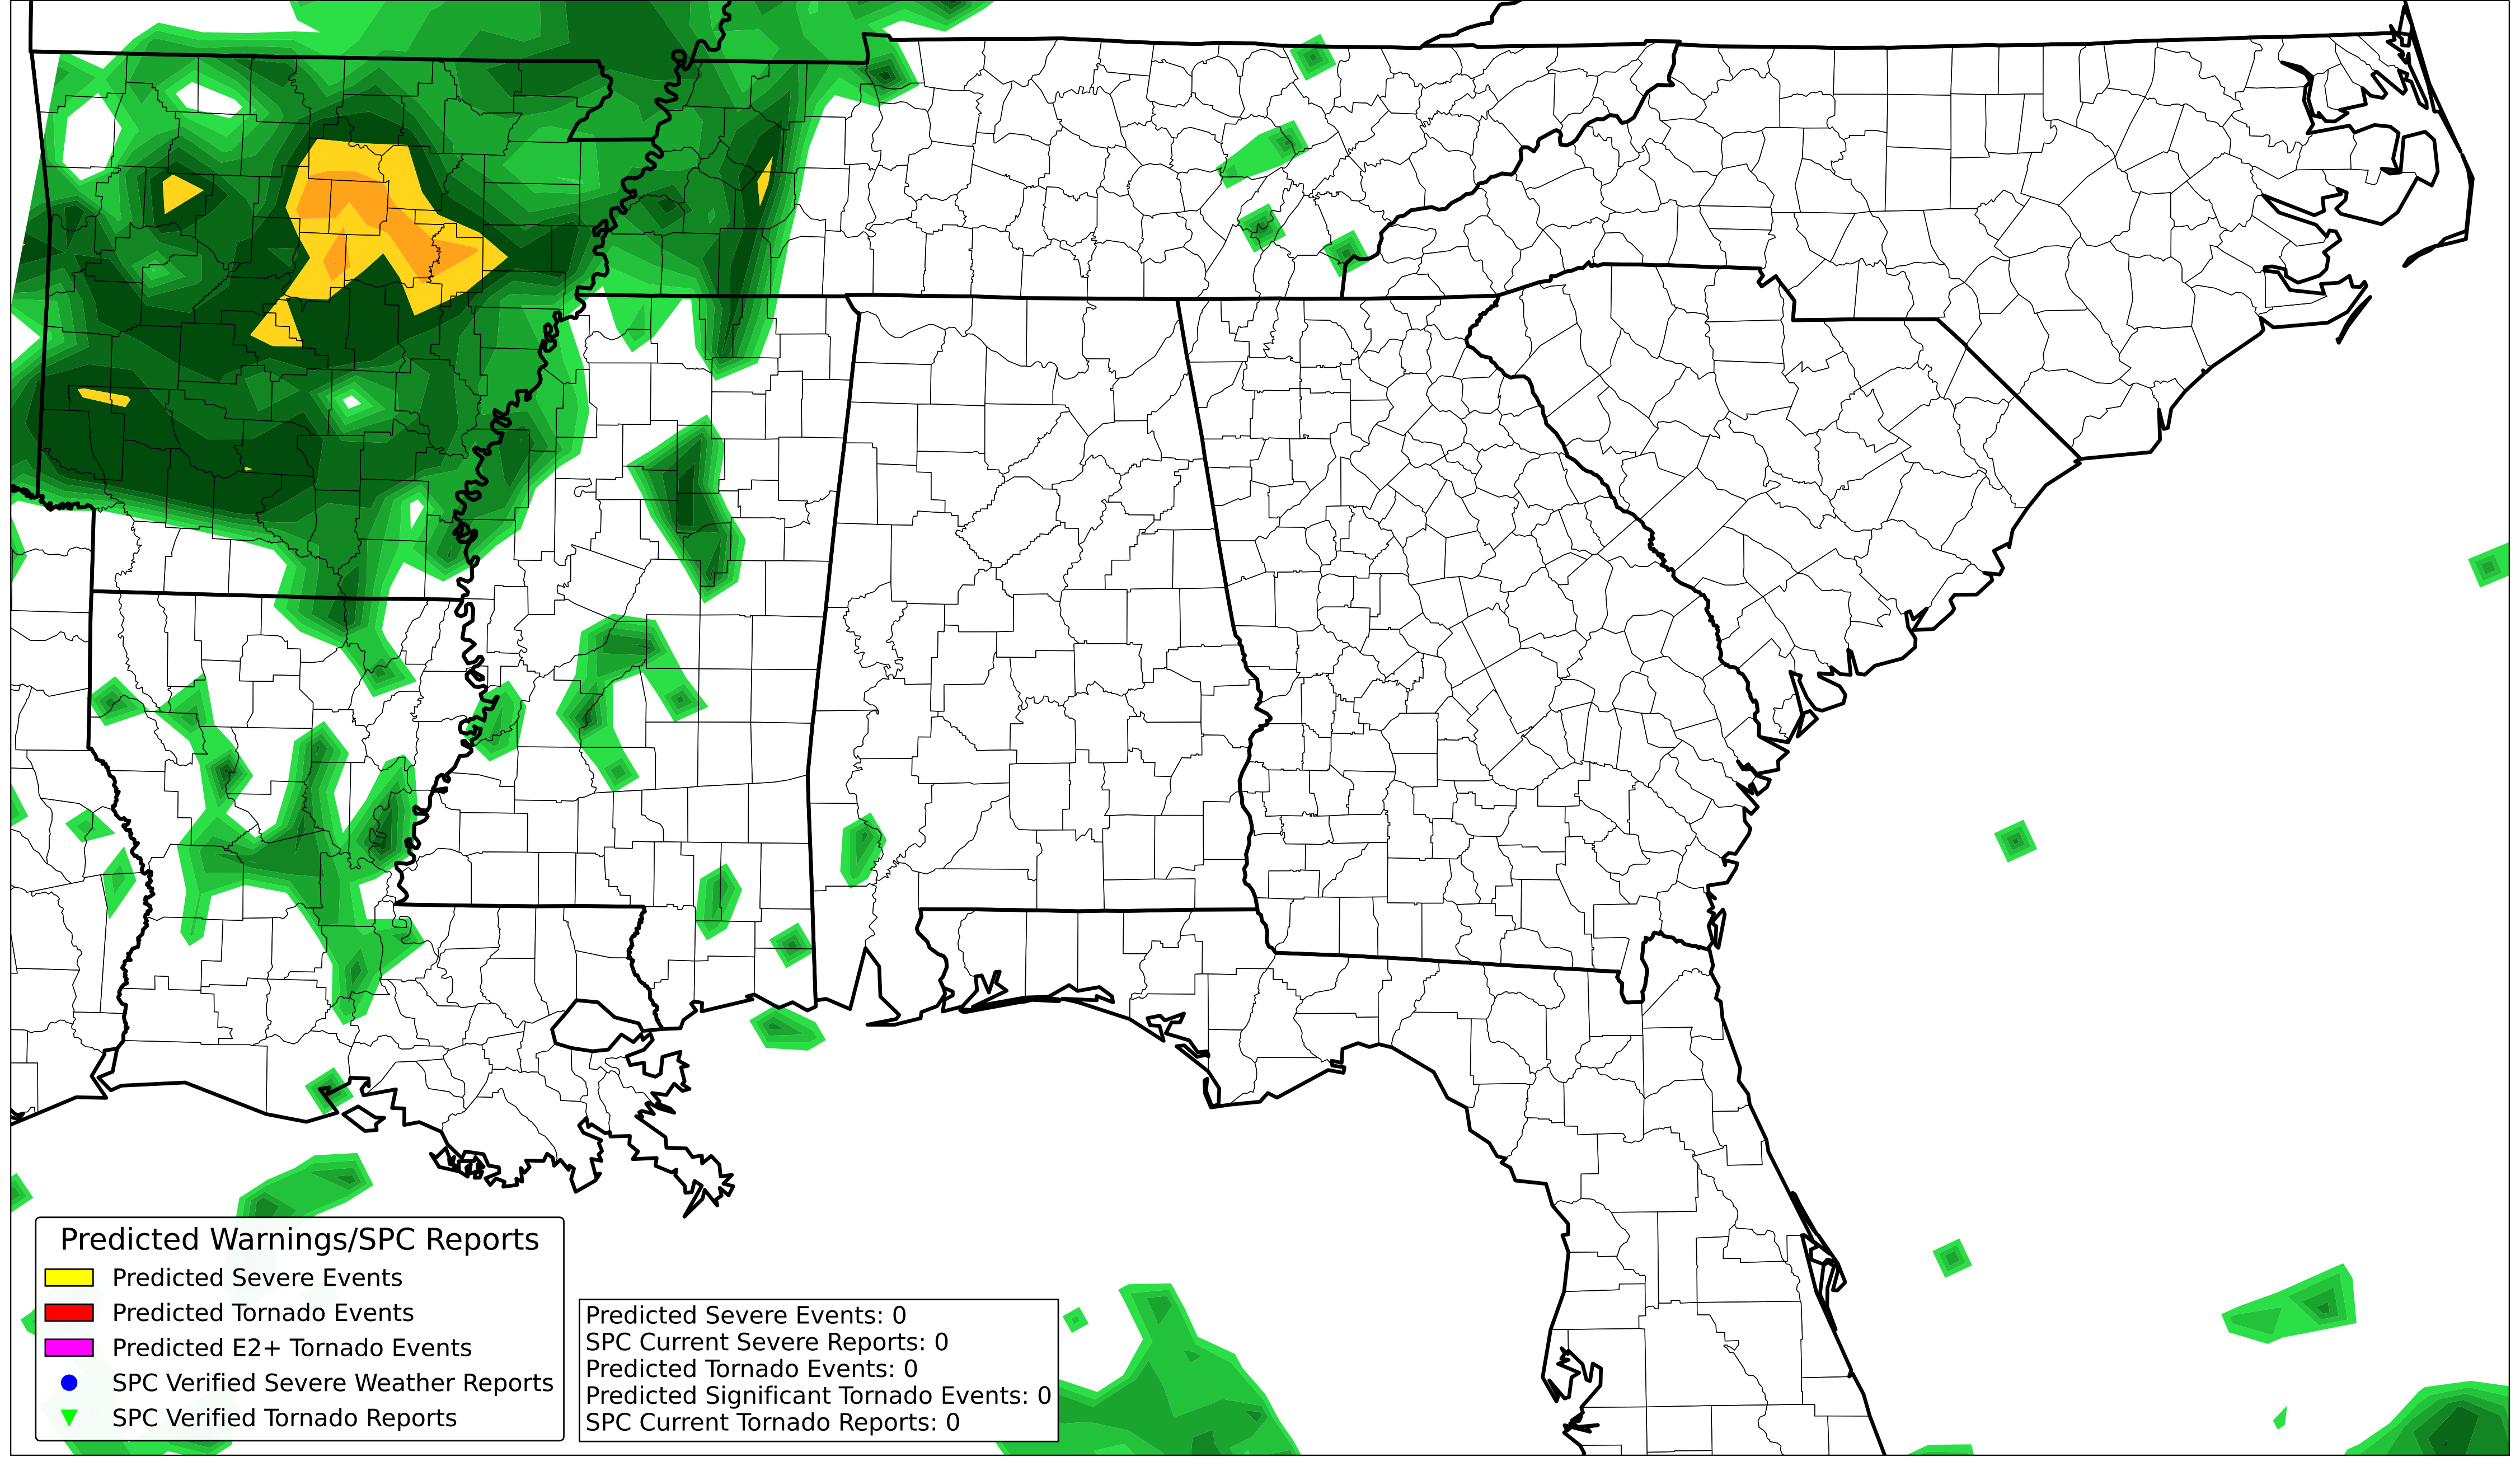 Predicted Warnings/SPC Reports
Predicted Severe Events
Predicted Tornado Events
Predicted E2+ Tornado Events
SPC Verified Severe Weather Reports
SPC Verified Tornado Reports
Predicted Severe Events: 0
SPC Current Severe Reports: 0
Predicted Tornado Events: 0
Predicted Significant Tornado Events: 0
SPC Current Tornado Reports: 0